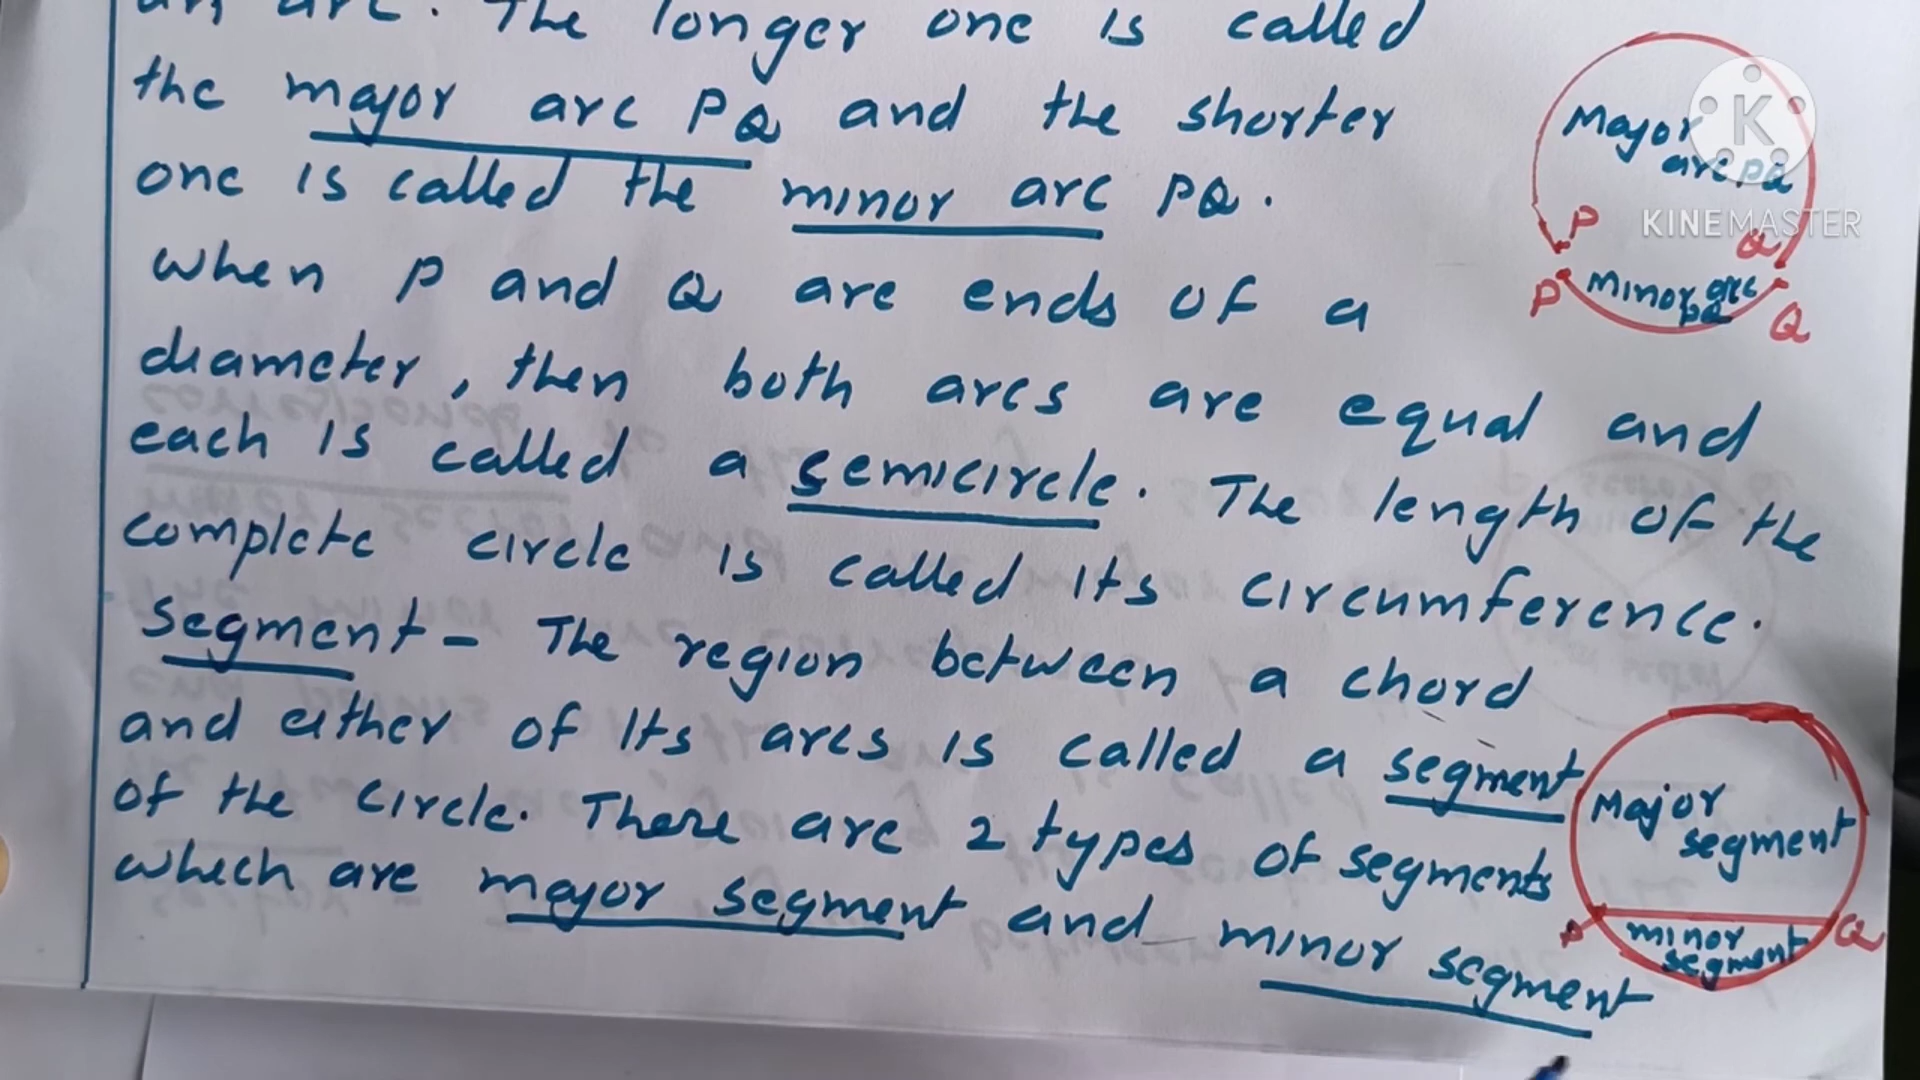 an arc. The longer one is called
the major arc PQ and the shorter
one is called the minor arc PQ.
when P and Q are ends of a
diameter, then both arcs are equal and
each is called a semicircle. The length of the
complete circle is called its circumference.
Segment - The region between a chord
and either of its arcs is called a segment
of the circle. There are 2 types of segments
which are major segment and minor segment
Major
arc PQ
K
KINEMASTER
P
Q
P
minor arc
PQ
Q
Major
segment
P
Q
minor
segment